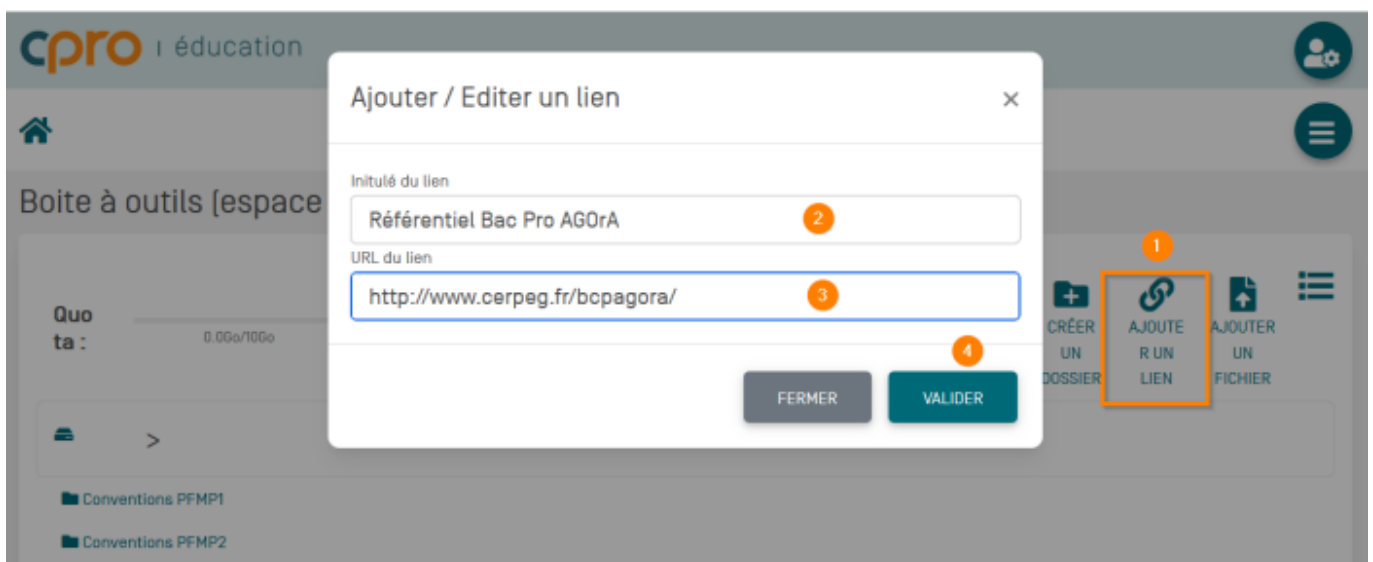 cpro | éducation
Ajouter / Editer un lien ×
Initulé du lien
Boite à outils (espace
Référentiel Bac Pro AGOrA 2
URL du lien
1
http://www.cerpeg.fr/bcpagora/ 3
Quo
ta :
0.0Go/10Go
CRÉER
UN
DOSSIER
AJOUTE
R UN
LIEN
AJOUTER
UN
FICHIER
4
FERMER
VALIDER
>
Conventions PFMP1
Conventions PFMP2